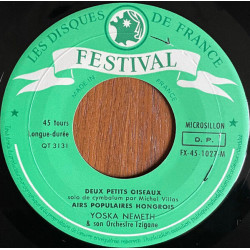 LES DISQUES DE FRANCE
FESTIVAL
MADE IN FRANCE
45 tours
Longue-durée
QT 3131
MICROSILLON
D. P.
FX-45-1027-M
DEUX PETITS OISEAUX
solo de cymbalum par Michel Villas
AIRS POPULAIRES HONGROIS
YOSKA NEMETH
& son Orchestre Tzigane